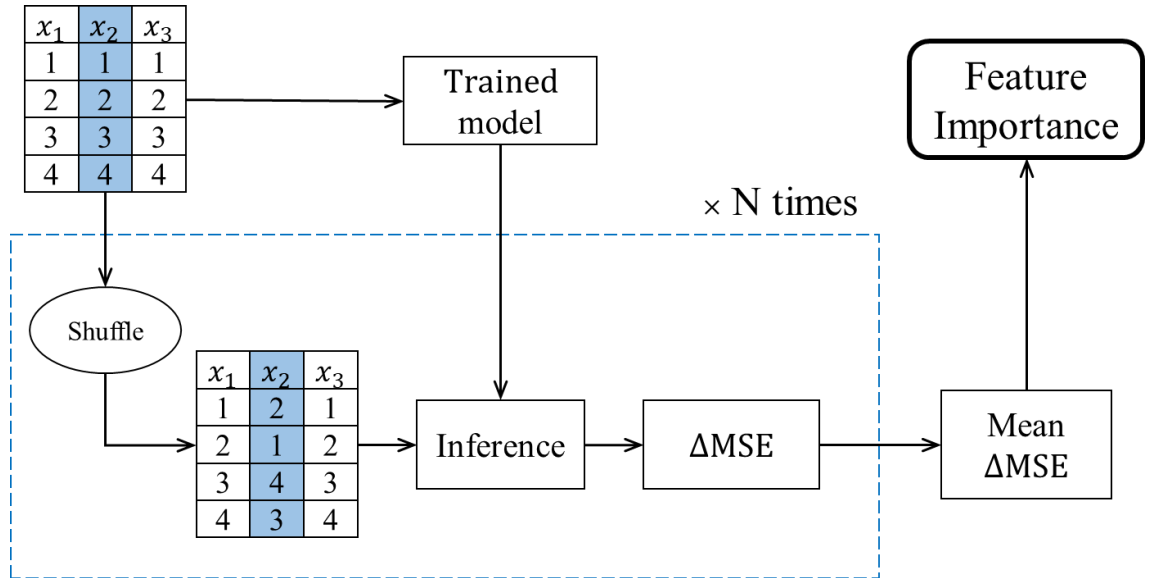 x₁ x₂ x₃
1 1 1
2 2 2
3 3 3
4 4 4
Trained
model
Feature
Importance
× N times
Shuffle
x₁ x₂ x₃
1 2 1
2 1 2
3 4 3
4 3 4
Inference
ΔMSE
Mean
ΔMSE